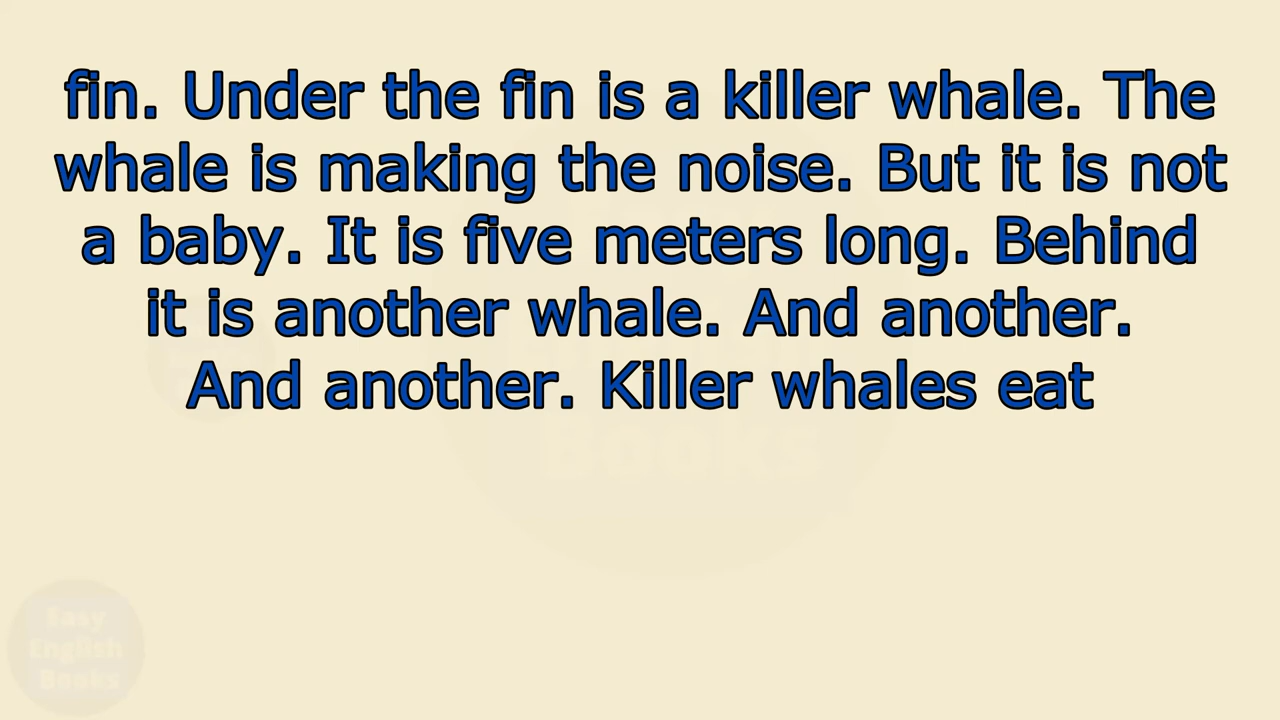 fin. Under the fin is a killer whale. The
whale is making the noise. But it is not
a baby. It is five meters long. Behind
it is another whale. And another.
And another. Killer whales eat
Books
Easy
English
Books